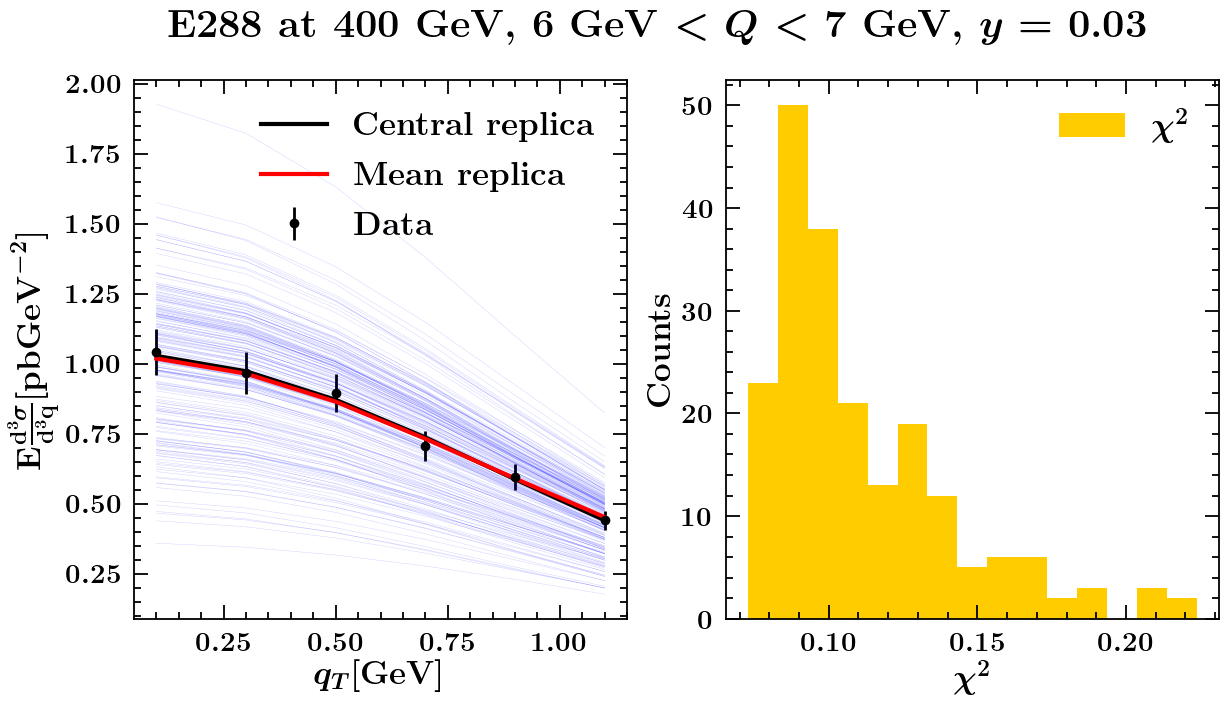 E288 at 400 GeV, 6 GeV < Q < 7 GeV, y = 0.03
E d³σ/d³q [pbGeV⁻²]
2.00
1.75
1.50
1.25
1.00
0.75
0.50
0.25
Central replica
Mean replica
Data
0.25 0.50 0.75 1.00
q_T[GeV]
Counts
50
40
30
20
10
0
χ²
0.10 0.15 0.20
χ²